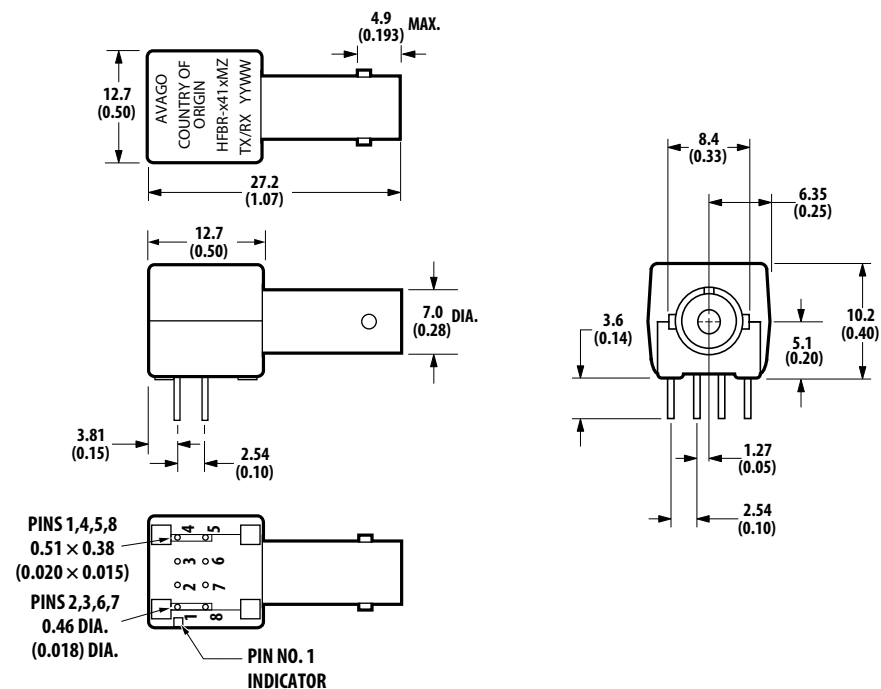 4.9
(0.193) MAX.
12.7
(0.50)
AVAGO
COUNTRY OF
ORIGIN
HFBR-x41xMZ
TX/RX YYWW
27.2
(1.07)
12.7
(0.50)
7.0
(0.28) DIA.
3.81
(0.15)
2.54
(0.10)
8.4
(0.33)
6.35
(0.25)
3.6
(0.14)
10.2
(0.40)
5.1
(0.20)
1.27
(0.05)
2.54
(0.10)
PINS 1,4,5,8
0.51 × 0.38
(0.020 × 0.015)
PINS 2,3,6,7
0.46 DIA.
(0.018) DIA.
4 5
3 6
2 7
1 8
PIN NO. 1
INDICATOR